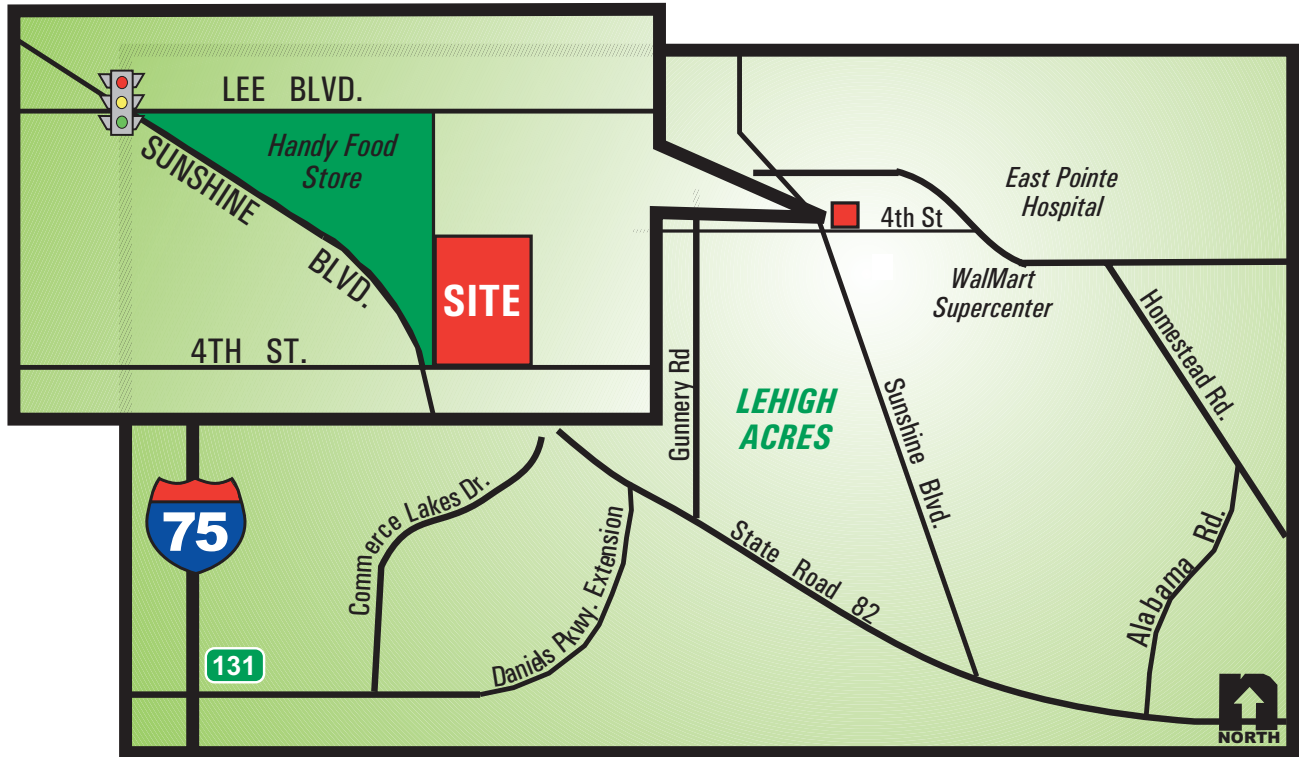 LEE BLVD.
Handy Food
Store
SUNSHINE
BLVD.
SITE
4TH ST.
East Pointe
Hospital
4th St
WalMart
Supercenter
Homestead Rd.
Gunnery Rd
LEHIGH
ACRES
Sunshine Blvd.
75
Commerce Lakes Dr.
Daniels Pkwy. Extension
State Road 82
Alabama Rd.
131
n
NORTH